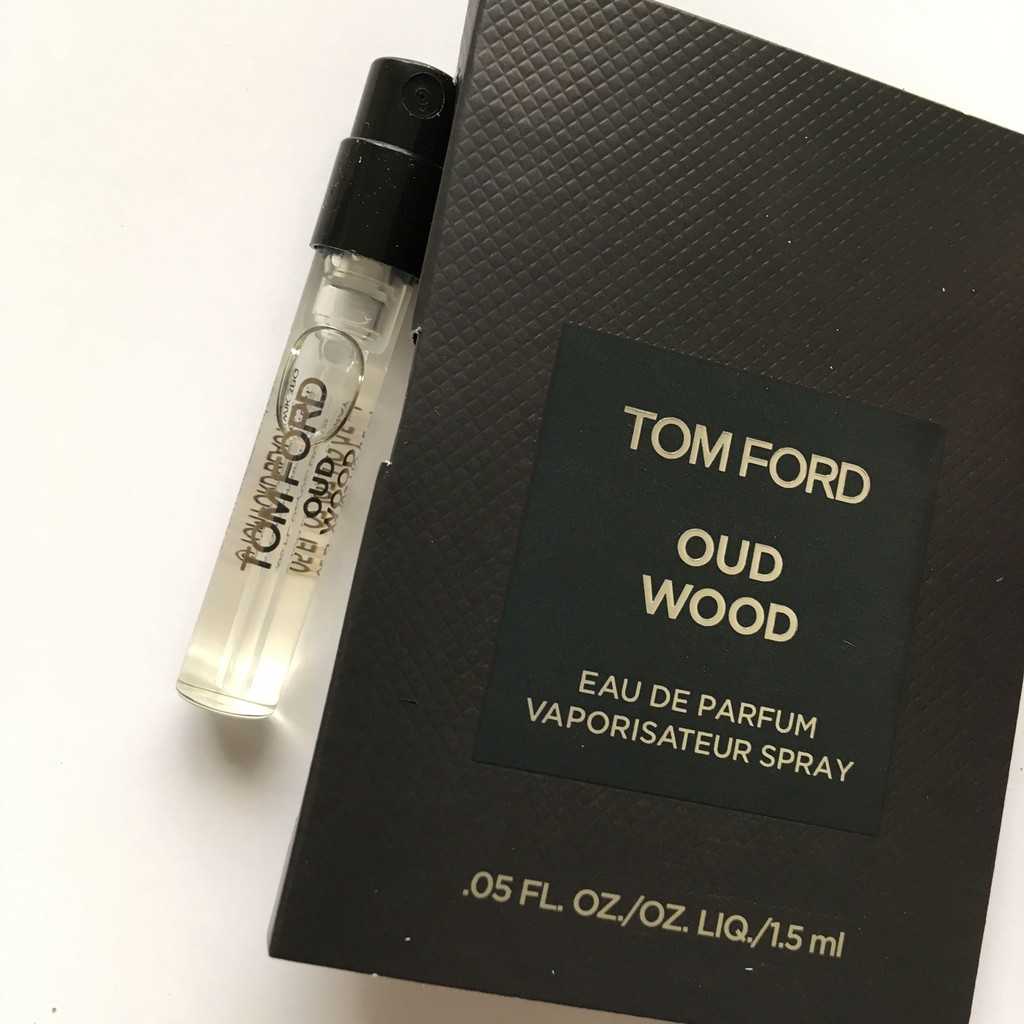 TOM FORD
OUD
WOOD
TOM FORD
OUD
WOOD
EAU DE PARFUM
VAPORISATEUR SPRAY
.05 FL. OZ./OZ. LIQ./1.5 ml